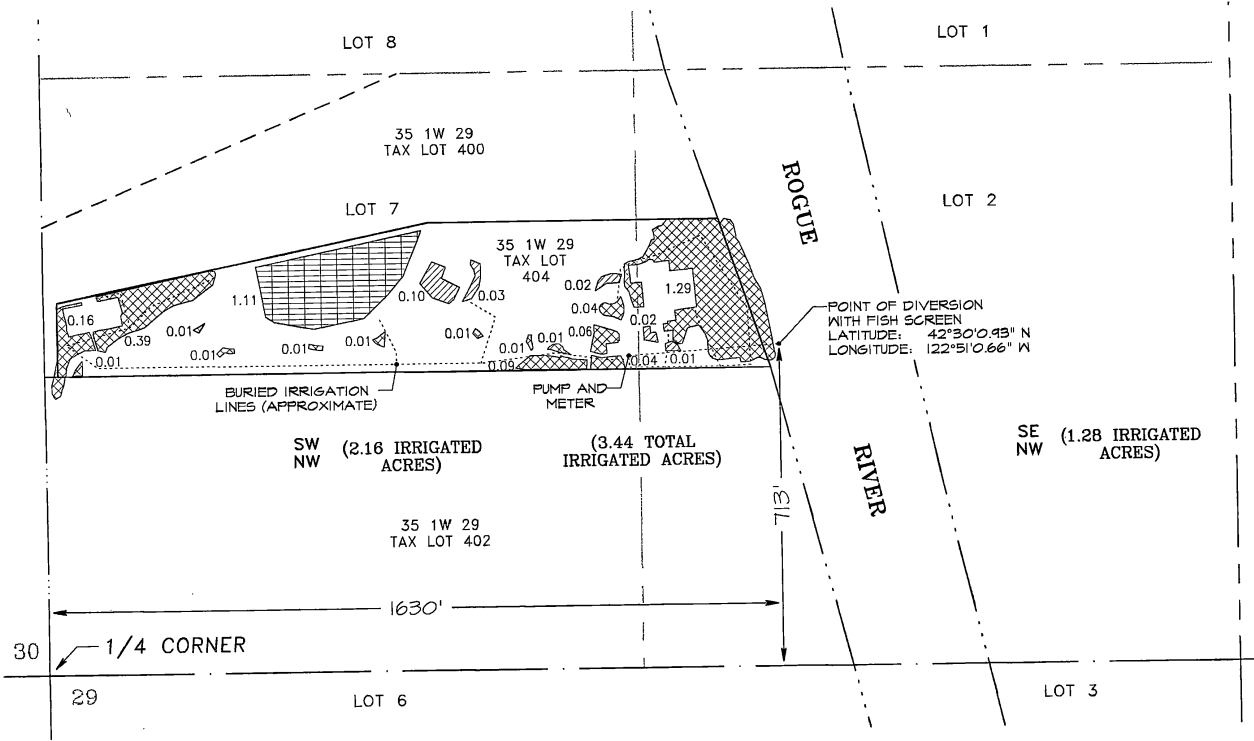 LOT 8
LOT 1
35 1W 29
TAX LOT 400
ROGUE
LOT 2
LOT 7
35 1W 29
TAX LOT
404
1.11
0.10
0.03
0.02
1.29
0.16
0.04
0.02
0.39
0.01
0.01
0.06
0.01
0.01
0.01
0.01
0.01
0.09
0.04
0.01
POINT OF DIVERSION
WITH FISH SCREEN
LATITUDE: 42°30'0.93" N
LONGITUDE: 122°51'0.66" W
BURIED IRRIGATION
LINES (APPROXIMATE)
PUMP AND
METER
SW
NW
(2.16 IRRIGATED
ACRES)
(3.44 TOTAL
IRRIGATED ACRES)
SE
NW
(1.28 IRRIGATED
ACRES)
RIVER
713'
35 1W 29
TAX LOT 402
1630'
30
1/4 CORNER
29
LOT 6
LOT 3